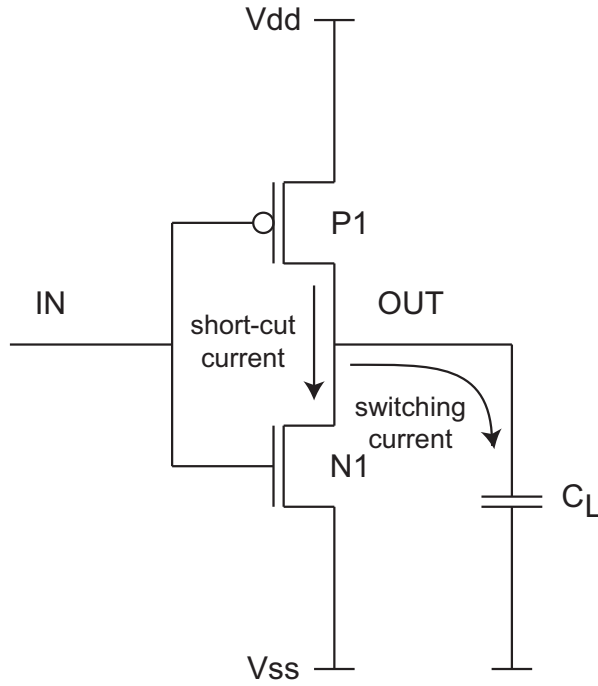 Vdd
P1
IN
OUT
short-cut
current
switching
current
N1
CL
Vss